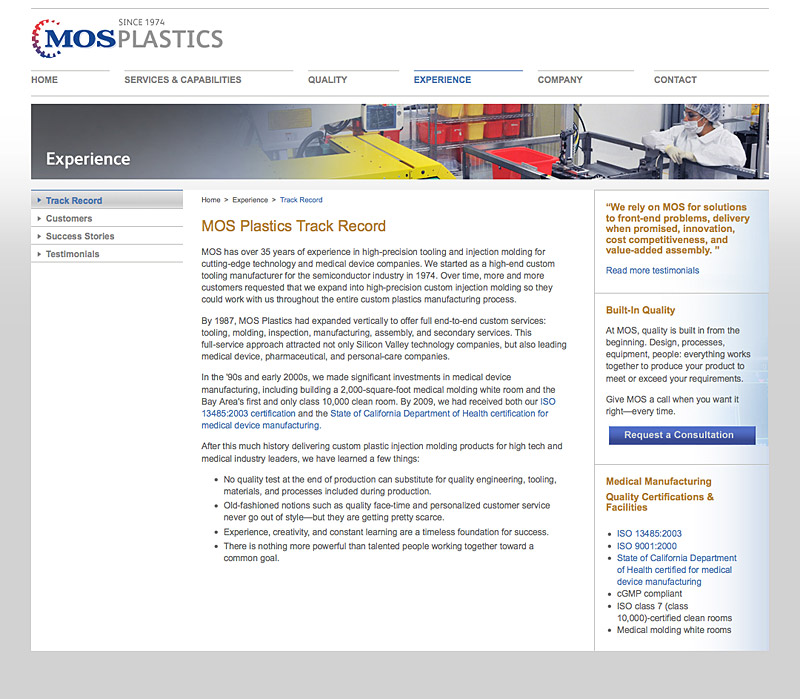 SINCE 1974
MOSPLASTICS
HOME
SERVICES & CAPABILITIES
QUALITY
EXPERIENCE
COMPANY
CONTACT
Experience
Track Record
Customers
Success Stories
Testimonials
Home > Experience > Track Record
MOS Plastics Track Record
MOS has over 35 years of experience in high-precision tooling and injection molding for
cutting-edge technology and medical device companies. We started as a high-end custom
tooling manufacturer for the semiconductor industry in 1974. Over time, more and more
customers requested that we expand into high-precision custom injection molding so they
could work with us throughout the entire custom plastics manufacturing process.
By 1987, MOS Plastics had expanded vertically to offer full end-to-end custom services:
tooling, molding, inspection, manufacturing, assembly, and secondary services. This
full-service approach attracted not only Silicon Valley technology companies, but also leading
medical device, pharmaceutical, and personal-care companies.
In the '90s and early 2000s, we made significant investments in medical device
manufacturing, including building a 2,000-square-foot medical molding white room and the
Bay Area's first and only class 10,000 clean room. By 2009, we had received both our ISO
13485:2003 certification and the State of California Department of Health certification for
medical device manufacturing.
After this much history delivering custom plastic injection molding products for high tech and
medical industry leaders, we have learned a few things:
• No quality test at the end of production can substitute for quality engineering, tooling,
materials, and processes included during production.
• Old-fashioned notions such as quality face-time and personalized customer service
never go out of style—but they are getting pretty scarce.
• Experience, creativity, and constant learning are a timeless foundation for success.
• There is nothing more powerful than talented people working together toward a
common goal.
“We rely on MOS for solutions
to front-end problems, delivery
when promised, innovation,
cost competitiveness, and
value-added assembly. ”
Read more testimonials
Built-In Quality
At MOS, quality is built in from the
beginning. Design, processes,
equipment, people: everything works
together to produce your product to
meet or exceed your requirements.
Give MOS a call when you want it
right—every time.
Request a Consultation
Medical Manufacturing
Quality Certifications &
Facilities
• ISO 13485:2003
• ISO 9001:2000
• State of California Department
of Health certified for medical
device manufacturing
• cGMP compliant
• ISO class 7 (class
10,000)-certified clean rooms
• Medical molding white rooms